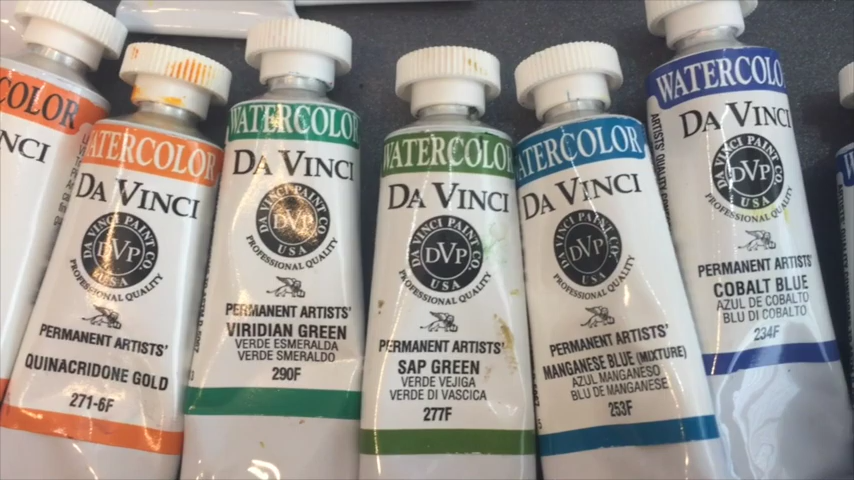 COLOR
NCI
WATERCOLOR
DA VINCI
DA VINCI PAINT CO.
DVP
USA
PROFESSIONAL QUALITY
PERMANENT ARTISTS'
QUINACRIDONE GOLD
271-6F
WATERCOLOR
DA VINCI
DA VINCI PAINT CO.
DVP
USA
PROFESSIONAL QUALITY
PERMANENT ARTISTS'
VIRIDIAN GREEN
VERDE ESMERALDA
VERDE SMERALDO
290F
WATERCOLOR
DA VINCI
DA VINCI PAINT CO.
DVP
USA
PROFESSIONAL QUALITY
PERMANENT ARTISTS'
SAP GREEN
VERDE VEJIGA
VERDE DI VASCICA
277F
ATERCOLOR
DA VINCI
DA VINCI PAINT CO.
DVP
USA
PROFESSIONAL QUALITY
PERMANENT ARTISTS'
MANGANESE BLUE (MIXTURE)
AZUL MANGANESO
BLU DE MANGANESE
253F
WATERCOLO
DA VINCI
DA VINCI PAINT CO.
DVP
USA
PROFESSIONAL QUALITY
PERMANENT ARTISTS'
COBALT BLUE
AZUL DE COBALTO
BLU DI COBALTO
234F
ARTISTS' QUALITY